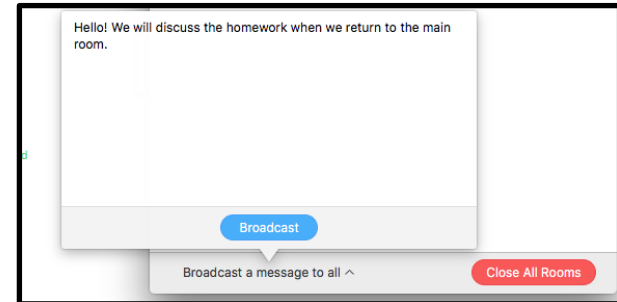 Hello! We will discuss the homework when we return to the main
room.
d
Broadcast
Broadcast a message to all ^
Close All Rooms